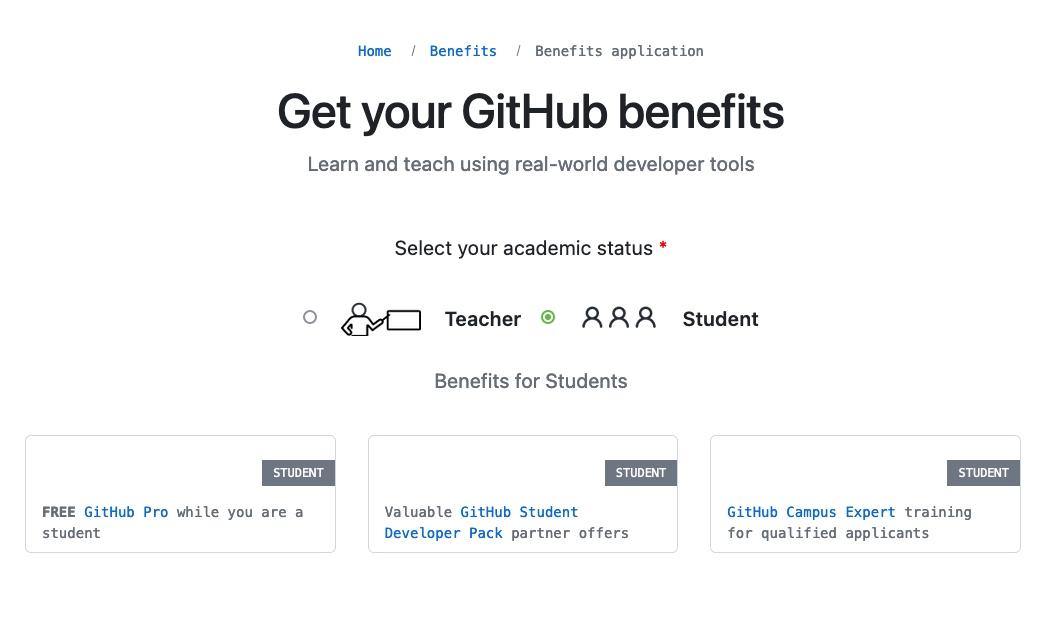 Home / Benefits / Benefits application
Get your GitHub benefits
Learn and teach using real-world developer tools
Select your academic status *
Teacher Student
Benefits for Students
STUDENT
FREE GitHub Pro while you are a
student
STUDENT
Valuable GitHub Student
Developer Pack partner offers
STUDENT
GitHub Campus Expert training
for qualified applicants